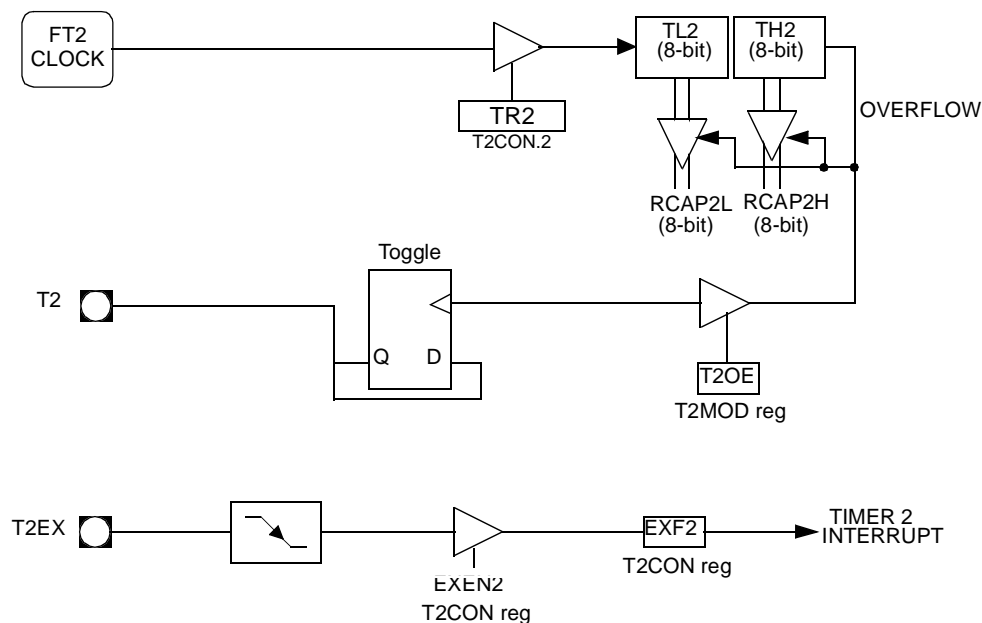 FT2
CLOCK
TL2
(8-bit)
TH2
(8-bit)
TR2
T2CON.2
OVERFLOW
RCAP2L
(8-bit)
RCAP2H
(8-bit)
Toggle
T2
Q
D
T2OE
T2MOD reg
T2EX
EXEN2
T2CON reg
EXF2
T2CON reg
TIMER 2
INTERRUPT